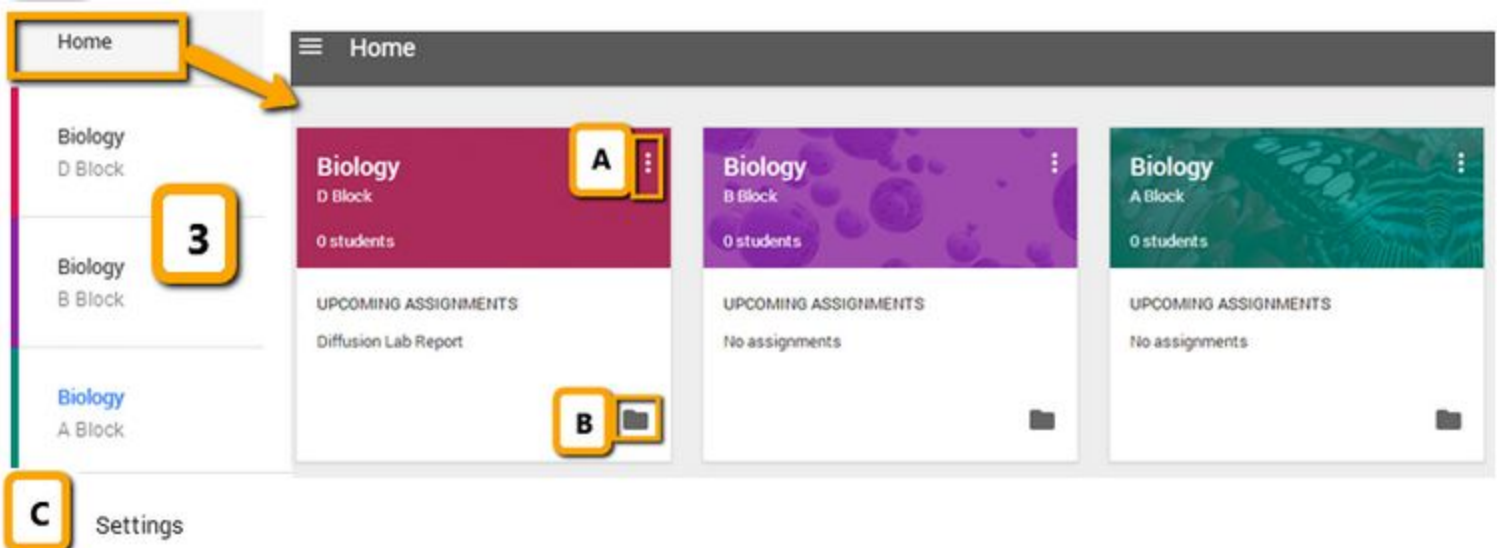 Home
Biology
D Block
3
Biology
B Block
Biology
A Block
C
Settings
Home
Biology
D Block
0 students
A
UPCOMING ASSIGNMENTS
Diffusion Lab Report
B
Biology
B Block
0 students
UPCOMING ASSIGNMENTS
No assignments
Biology
A Block
0 students
UPCOMING ASSIGNMENTS
No assignments